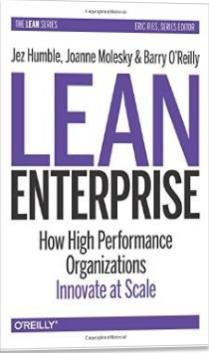 THE LEAN SERIES
ERIC RIES, SERIES EDITOR
Jez Humble, Joanne Molesky & Barry O'Reilly
LEAN
ENTERPRISE
How High Performance
Organizations
Innovate at Scale
O'REILLY®